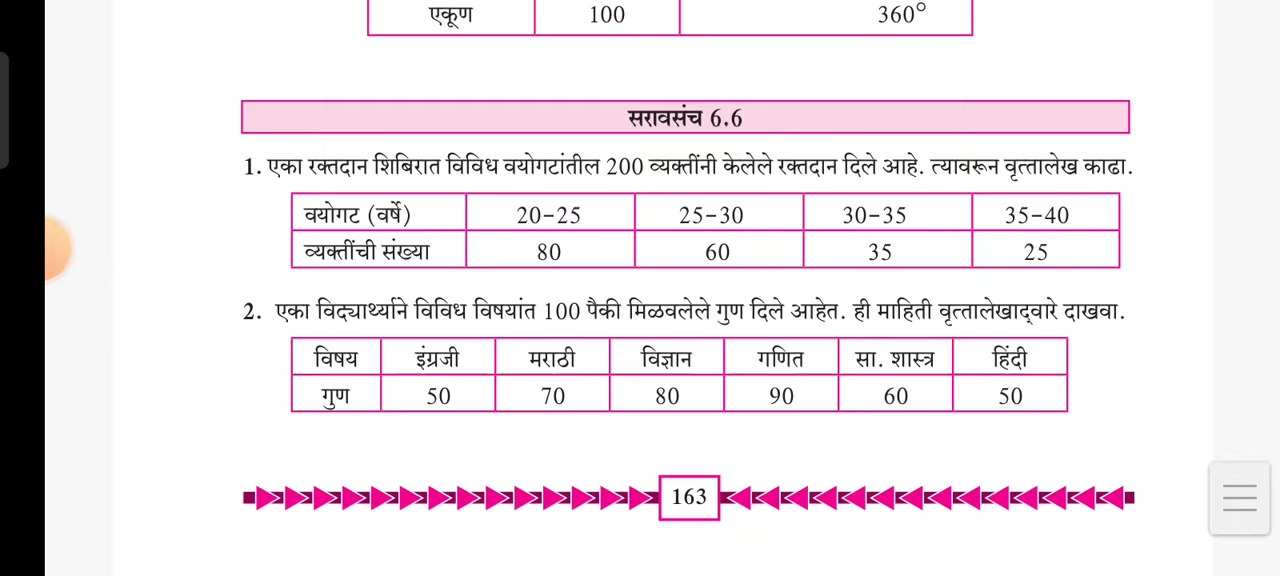 एकूण 100 360°
सरावसंच 6.6
1. एका रक्तदान शिबिरात विविध वयोगटांतील 200 व्यक्तींनी केलेले रक्तदान दिले आहे. त्यावरून वृत्तालेख काढा.
वयोगट (वर्षे) 20-25 25-30 30-35 35-40
व्यक्तींची संख्या 80 60 35 25
2. एका विद्यार्थ्याने विविध विषयांत 100 पैकी मिळवलेले गुण दिले आहेत. ही माहिती वृत्तालेखाद्वारे दाखवा.
विषय इंग्रजी मराठी विज्ञान गणित सा. शास्त्र हिंदी
गुण 50 70 80 90 60 50
163